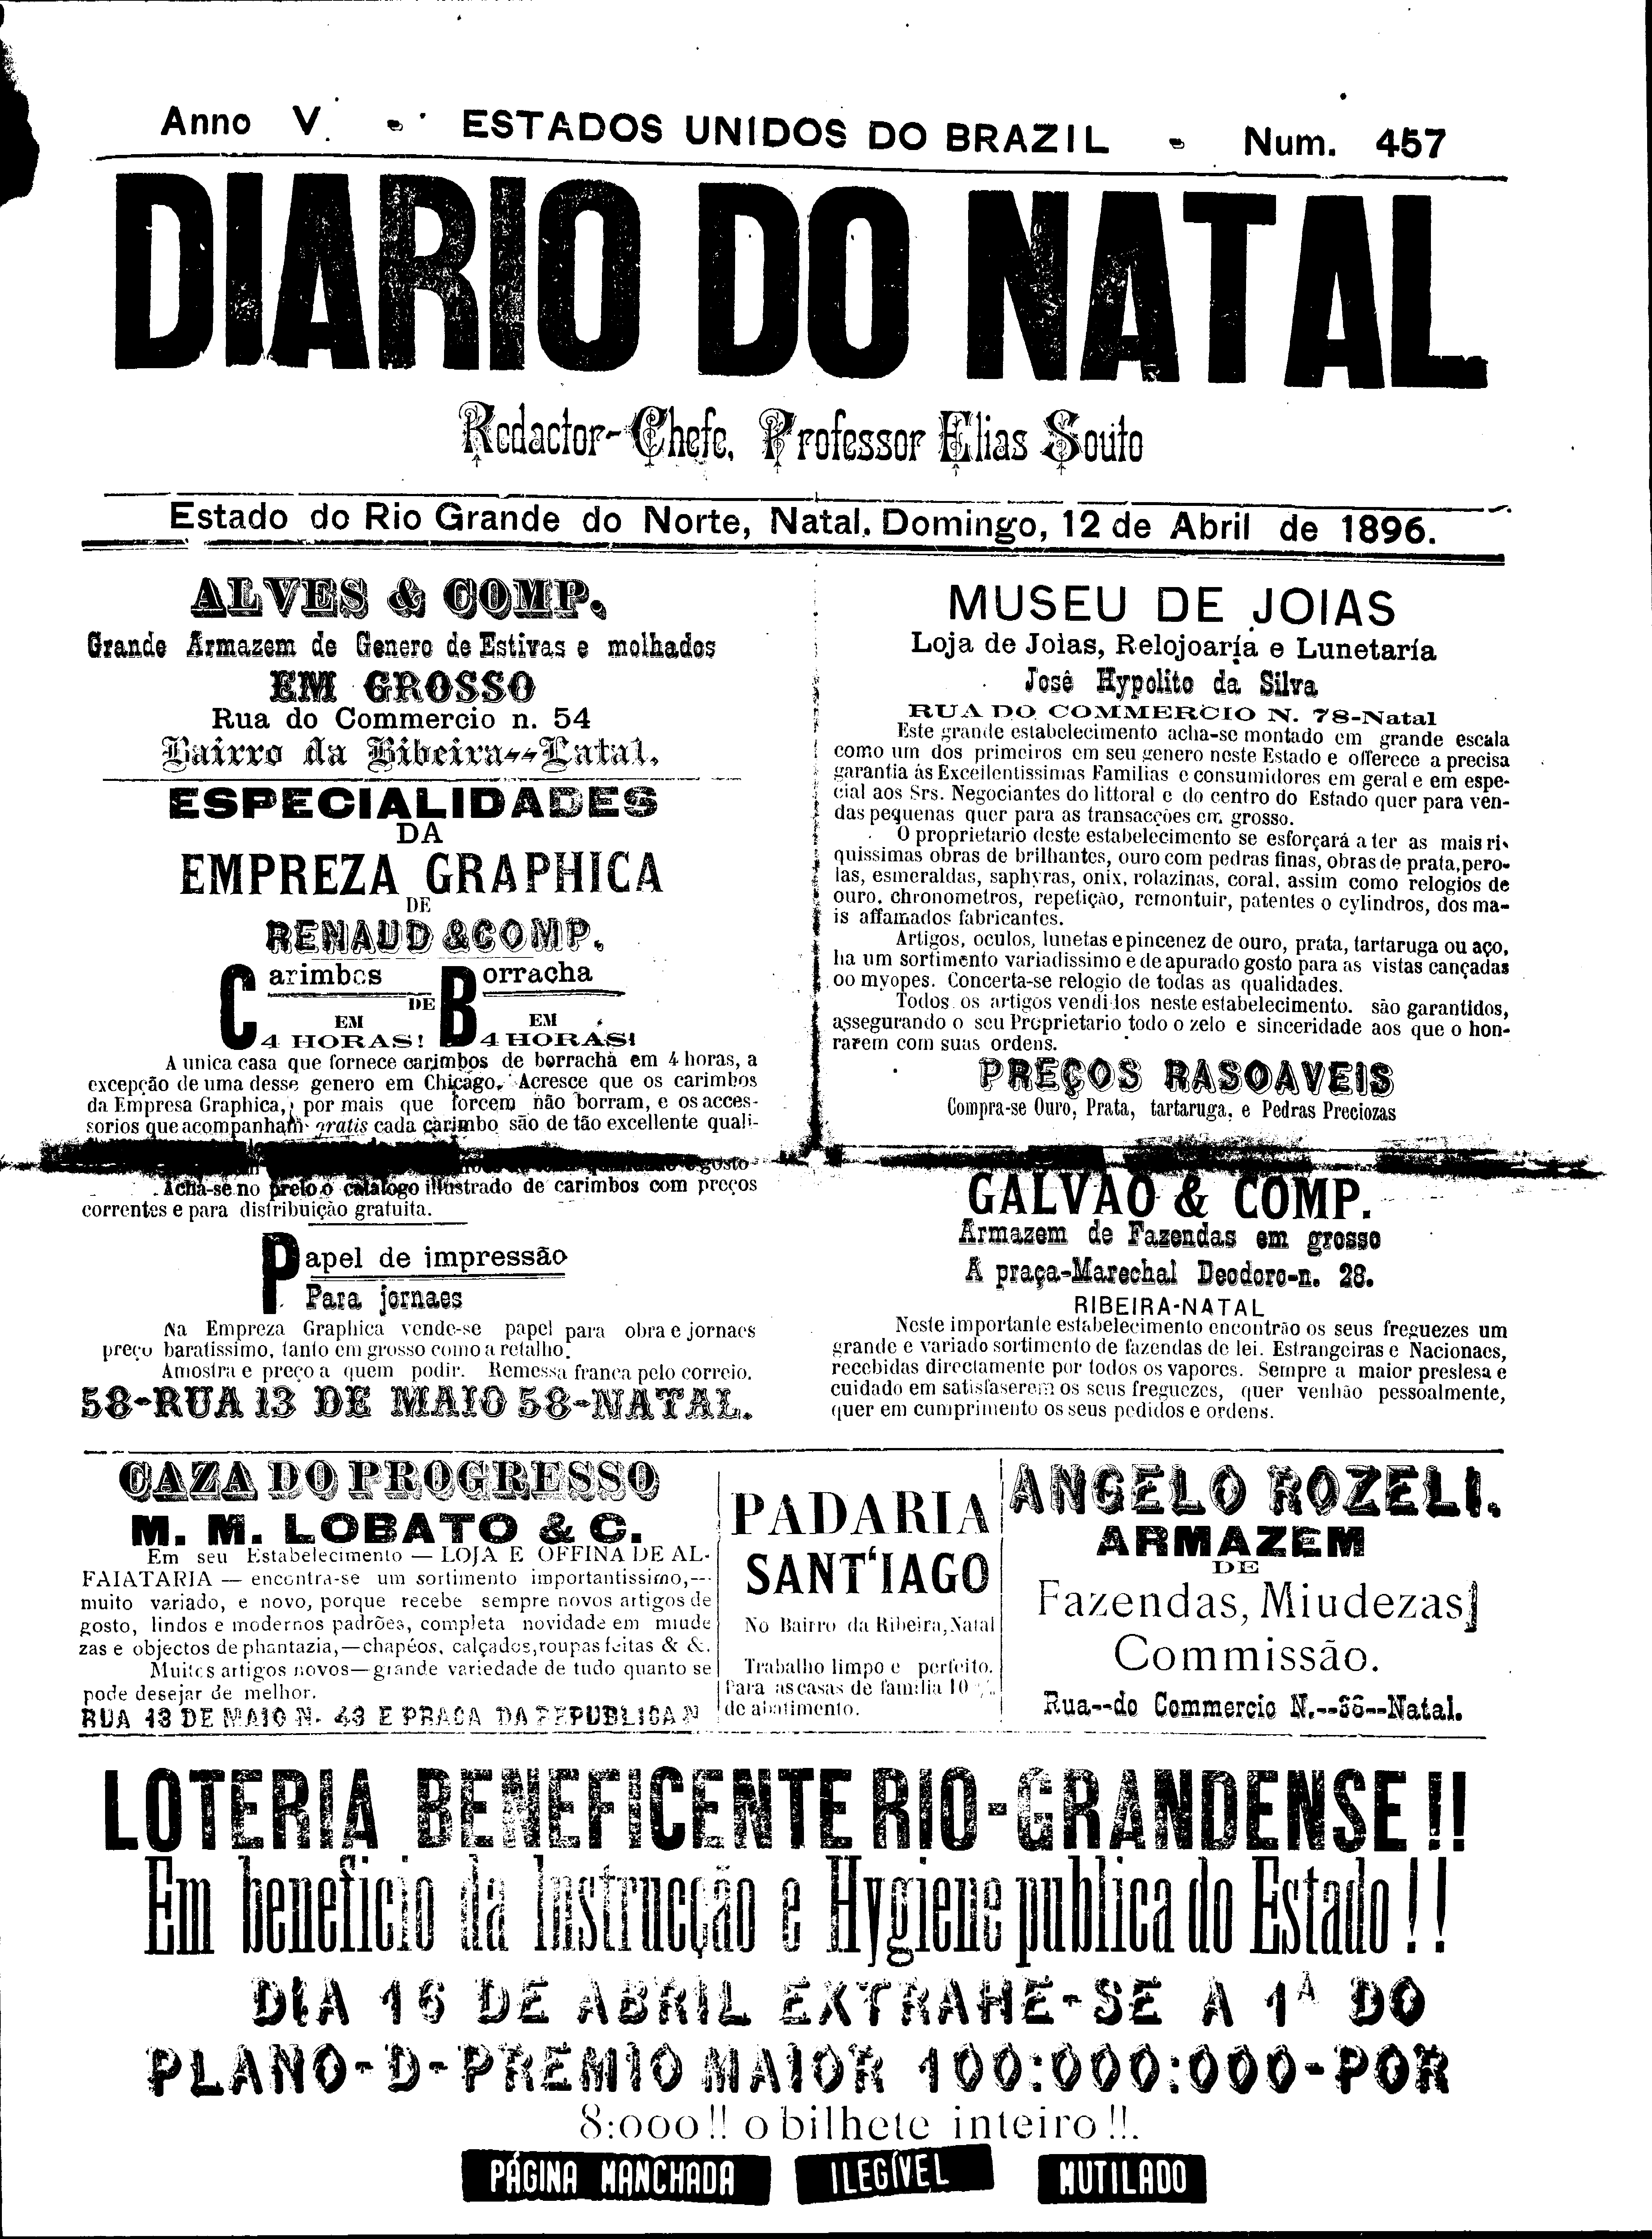 Anno V. - ESTADOS UNIDOS DO BRAZIL - Num. 457
DIARIO DO NATAL
Redactor-Chefe, Professor Elias Souto
Estado do Rio Grande do Norte, Natal. Domingo, 12 de Abril de 1896.
ALVES & COMP.
Grande Armazem de Genero de Estivas e molhados
EM GROSSO
Rua do Commercio n. 54
Bairro da Ribeira--Natal.
ESPECIALIDADES
DA
EMPREZA GRAPHICA
DE
RENAUD & COMP.
Carimbos DE Borracha
EM EM
4 HORAS! 4 HORAS!
A unica casa que fornece carimbos de borracha em 4 horas, a
excepção de uma desse genero em Chicago. Acresce que os carimbos
da Empresa Graphica, por mais que forcem não borram, e os acces-
sorios que acompanham gratis cada carimbo são de tão excellente quali-
gosto
Acha-se no prelo o catalogo illustrado de carimbos com preços
correntes e para distribuição gratuita.
Papel de impressão
Para jornaes
Na Empreza Graphica vende-se papel para obra e jornaes
preço baratissimo, tanto em grosso como a retalho.
Amostra e preço a quem podir. Remessa franca pelo correio.
58-RUA 13 DE MAIO 58-NATAL.
MUSEU DE JOIAS
Loja de Joias, Relojoaría e Lunetaría
José Hypolito da Silva
RUA DO COMMERCIO N. 78-Natal
Este grande estabelecimento acha-se montado em grande escala
como um dos primeiros em seu genero neste Estado e offerece a precisa
garantia ás Excellentissimas Familias e consumidores em geral e em espe-
cial aos Srs. Negociantes do littoral e do centro do Estado quer para ven-
das pequenas quer para as transacções em grosso.
O proprietario deste estabelecimento se esforçará a ter as mais ri-
quissimas obras de brilhantes, ouro com pedras finas, obras de prata, pero-
las, esmeraldas, saphyras, onix, rolazinas, coral, assim como relogios de
ouro, chronometros, repetição, remontuir, patentes o cylindros, dos ma-
is affamados fabricantes.
Artigos, oculos, lunetas e pincenez de ouro, prata, tartaruga ou aço,
ha um sortimento variadissimo e de apurado gosto para as vistas cançadas
oo myopes. Concerta-se relogio de todas as qualidades.
Todos os artigos vendi los neste estabelecimento. são garantidos,
assegurando o seu Proprietario todo o zelo e sinceridade aos que o hon-
rarem com suas ordens.
PREÇOS RASOAVEIS
Compra-se Ouro, Prata, tartaruga, e Pedras Preciozas
GALVAO & COMP.
Armazem de Fazendas em grosso
A praça-Marechal Deodoro-n. 28.
RIBEIRA-NATAL
Neste importante estabelecimento encontrão os seus freguezes um
grande e variado sortimento de fazendas de lei. Estrangeiras e Nacionaes,
recebidas directamente por todos os vapores. Sempre a maior preslesa e
cuidado em satisfaserem os seus freguezes, quer venhão pessoalmente,
quer em cumprimento os seus pedidos e ordens.
CAZA DO PROGRESSO
M. M. LOBATO & C.
Em seu Estabelecimento — LOJA E OFFINA DE AL-
FAIATARIA — encontra-se um sortimento importantissimo,—
muito variado, e novo, porque recebe sempre novos artigos de
gosto, lindos e modernos padrões, completa novidade em miude
zas e objectos de phantazia,—chapéos, calçados, roupas feitas & &.
Muitos artigos novos—grande variedade de tudo quanto se
pode desejar de melhor.
RUA 13 DE MAIO N. 43 E PRACA DA REPUBLICA N
PADARIA
SANT'IAGO
No Bairro da Ribeira, Natal
Trabalho limpo e perfeito.
Para as casas de familia 10 %
de abatimento.
ANGELO ROZELI.
ARMAZEM
DE
Fazendas, Miudezas]
Commissão.
Rua--do Commercio N.--36--Natal.
LOTERIA BENEFICENTE RIO-GRANDENSE!!
Em beneficio da Instrucção e Hygiene publica do Estado!!
DIA 16 DE ABRIL EXTRAHE-SE A 1ª DO
PLANO-D-PREMIO MAIOR 100:000:000-POR
8:000!! o bilhete inteiro!!.
PÁGINA MANCHADA ILEGÍVEL MUTILADO